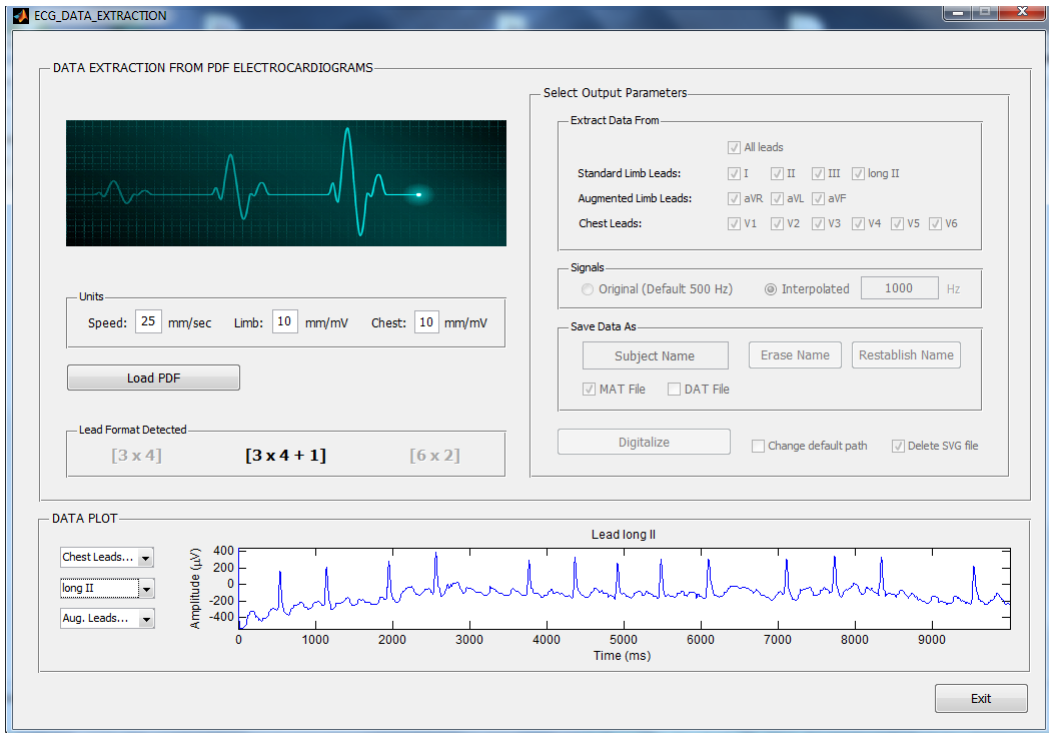 ECG_DATA_EXTRACTION
DATA EXTRACTION FROM PDF ELECTROCARDIOGRAMS
Units
Speed: 25 mm/sec Limb: 10 mm/mV Chest: 10 mm/mV
Load PDF
Lead Format Detected
[3 x 4] [3 x 4 + 1] [6 x 2]
Select Output Parameters
Extract Data From
All leads
Standard Limb Leads: I II III long II
Augmented Limb Leads: aVR aVL aVF
Chest Leads: V1 V2 V3 V4 V5 V6
Signals
Original (Default 500 Hz) Interpolated 1000 Hz
Save Data As
Subject Name Erase Name Restablish Name
MAT File DAT File
Digitalize Change default path Delete SVG file
DATA PLOT
Chest Leads...
long II
Aug. Leads...
Lead long II
Amplitude (µV)
400
200
0
-200
-400
0 1000 2000 3000 4000 5000 6000 7000 8000 9000
Time (ms)
Exit